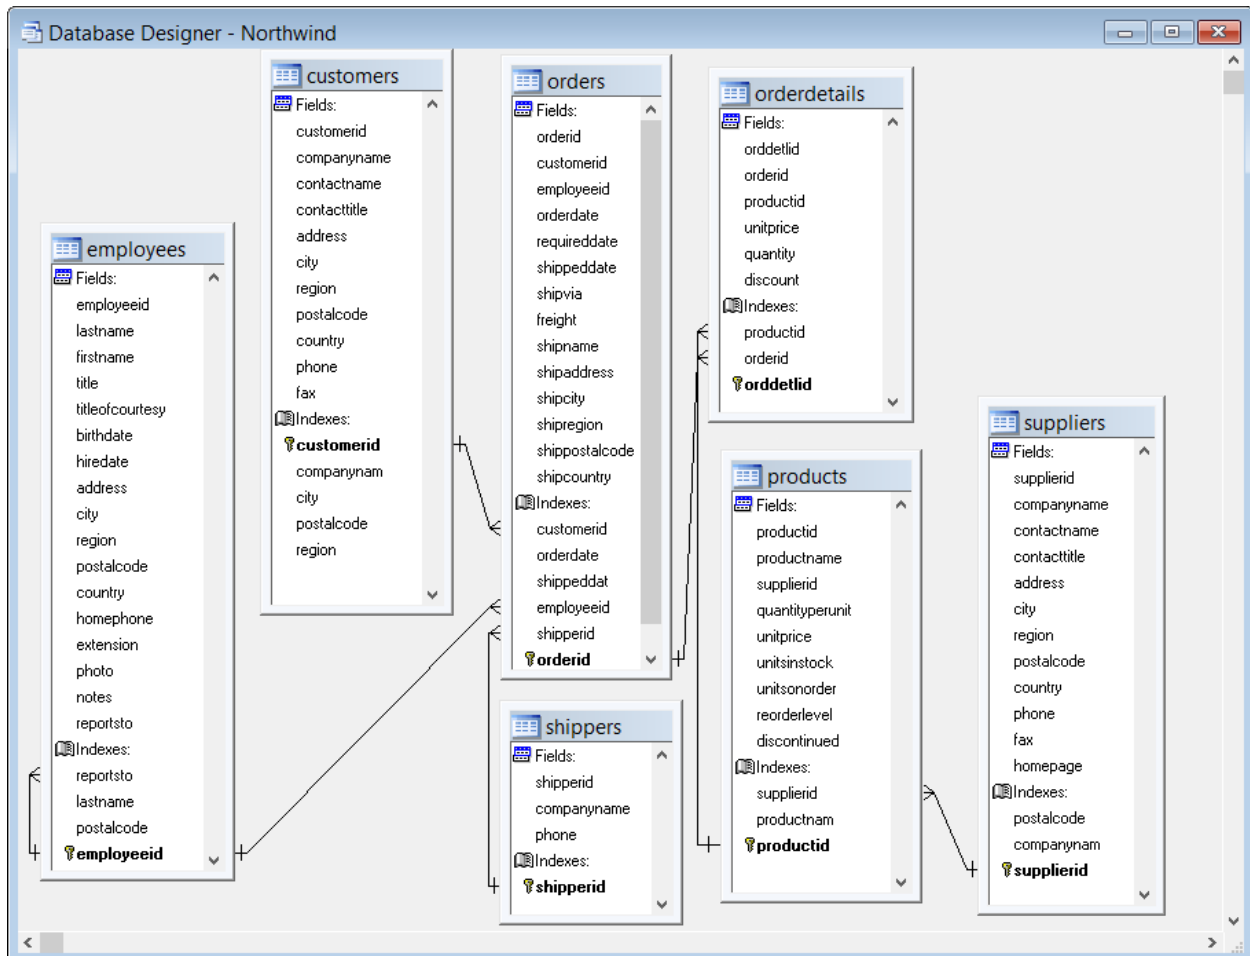 Database Designer - Northwind
employees
Fields:
employeeid
lastname
firstname
title
titleofcourtesy
birthdate
hiredate
address
city
region
postalcode
country
homephone
extension
photo
notes
reportsto
Indexes:
reportsto
lastname
postalcode
employeeid
customers
Fields:
customerid
companyname
contactname
contacttitle
address
city
region
postalcode
country
phone
fax
Indexes:
customerid
companynam
city
postalcode
region
orders
Fields:
orderid
customerid
employeeid
orderdate
requireddate
shippeddate
shipvia
freight
shipname
shipaddress
shipcity
shipregion
shippostalcode
shipcountry
Indexes:
customerid
orderdate
shippeddat
employeeid
shipperid
orderid
shippers
Fields:
shipperid
companyname
phone
Indexes:
shipperid
orderdetails
Fields:
orddetlid
orderid
productid
unitprice
quantity
discount
Indexes:
productid
orderid
orddetlid
products
Fields:
productid
productname
supplierid
quantityperunit
unitprice
unitsinstock
unitsonorder
reorderlevel
discontinued
Indexes:
supplierid
productnam
productid
suppliers
Fields:
supplierid
companyname
contactname
contacttitle
address
city
region
postalcode
country
phone
fax
homepage
Indexes:
postalcode
companynam
supplierid